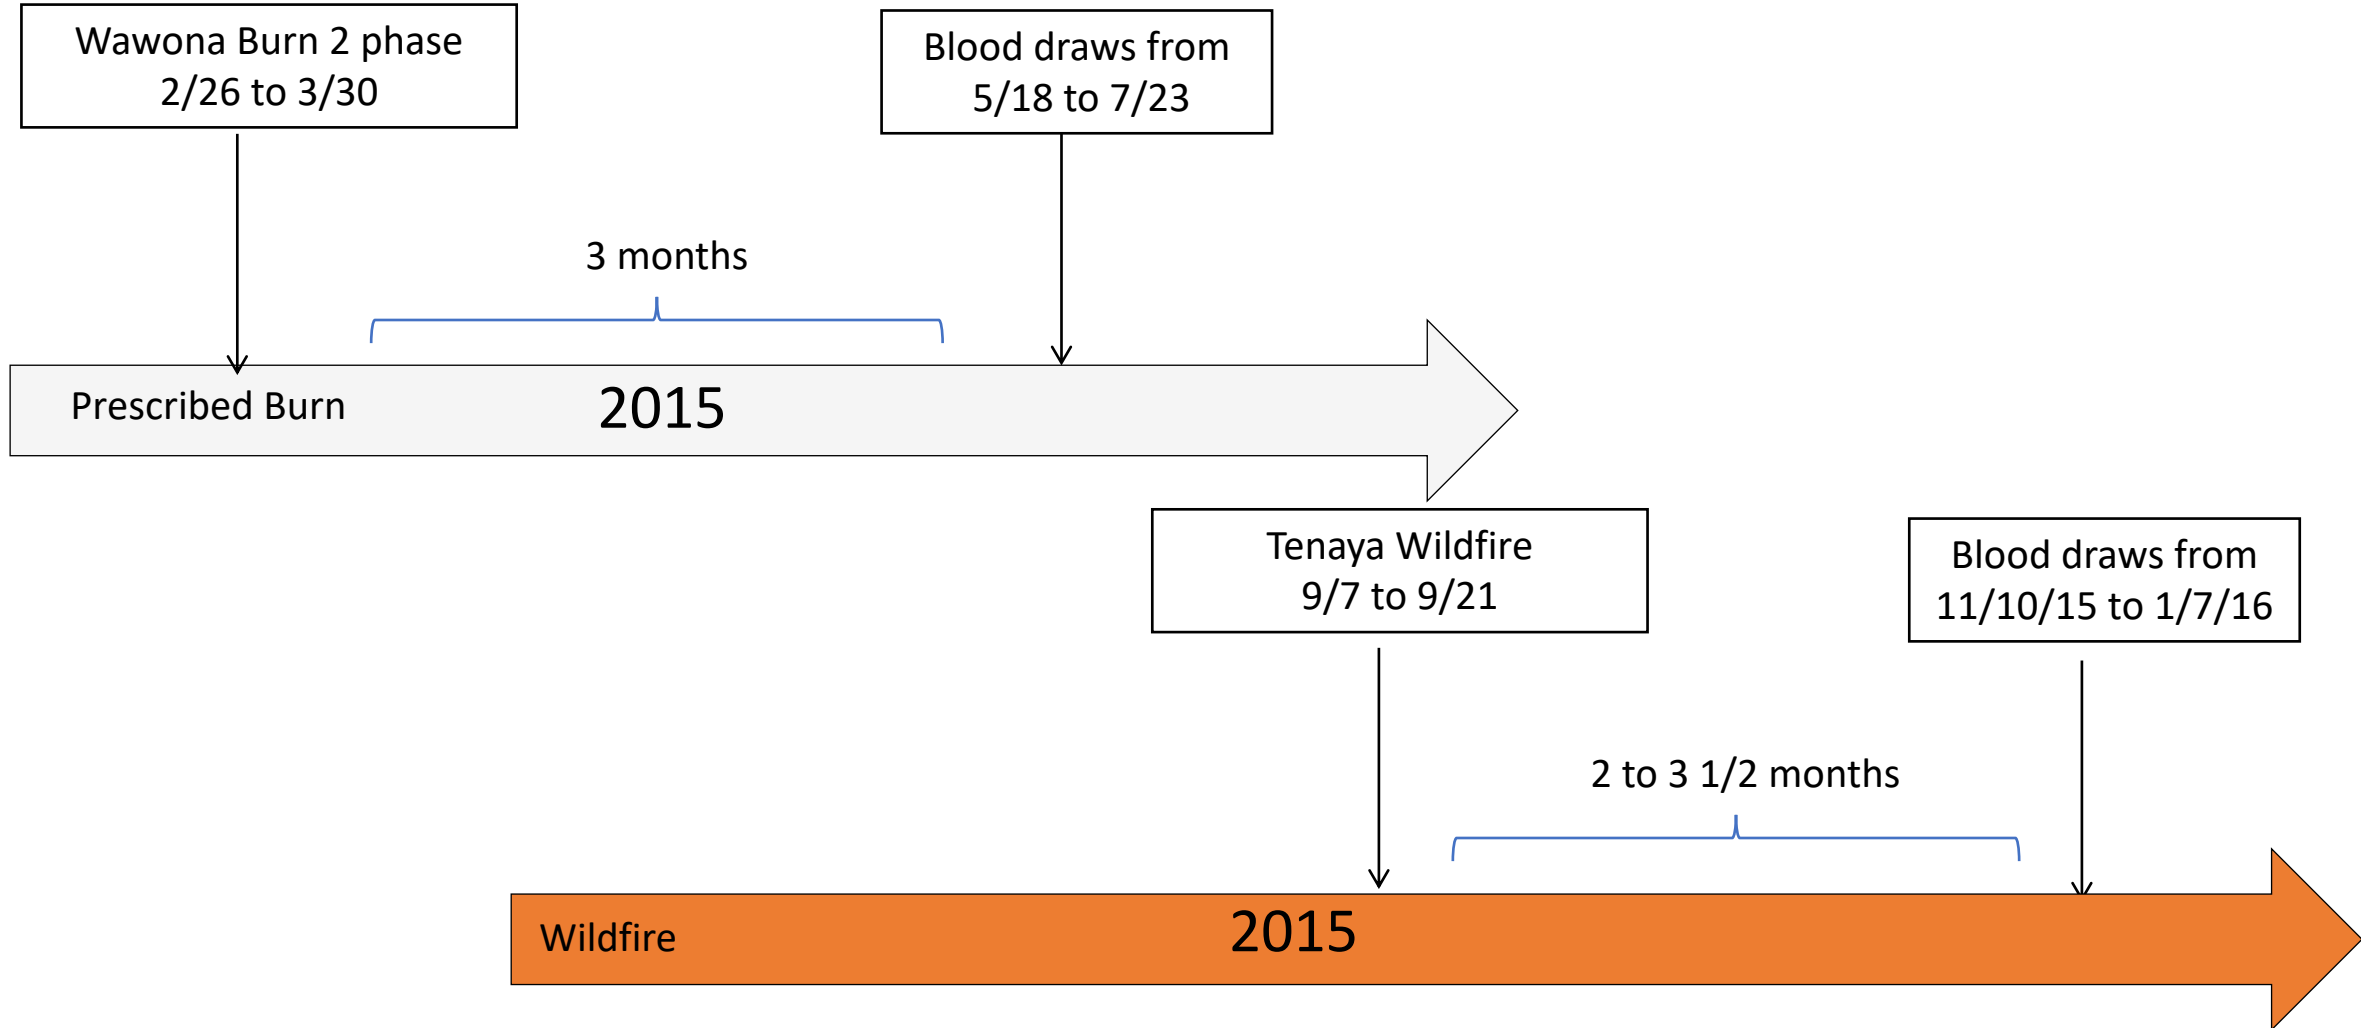 Wawona Burn 2 phase
2/26 to 3/30
Blood draws from
5/18 to 7/23
3 months
Prescribed Burn
2015
Tenaya Wildfire
9/7 to 9/21
Blood draws from
11/10/15 to 1/7/16
2 to 3 1/2 months
Wildfire
2015